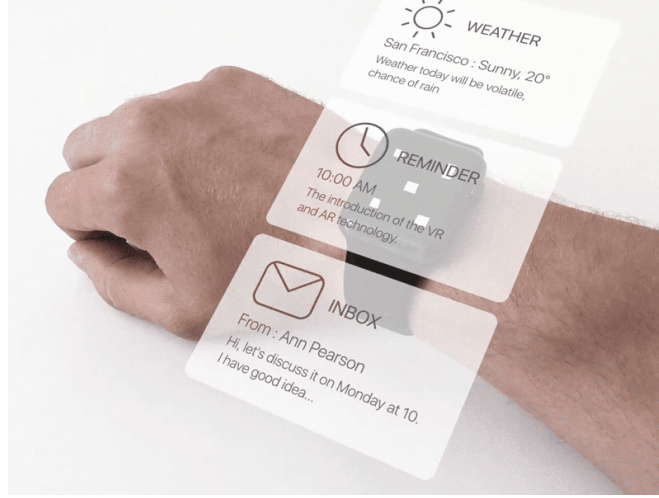 WEATHER
San Francisco : Sunny, 20°
Weather today will be volatile,
chance of rain
REMINDER
10:00 AM
The introduction of the VR
and AR technology.
INBOX
From : Ann Pearson
Hi, let's discuss it on Monday at 10.
I have good idea...